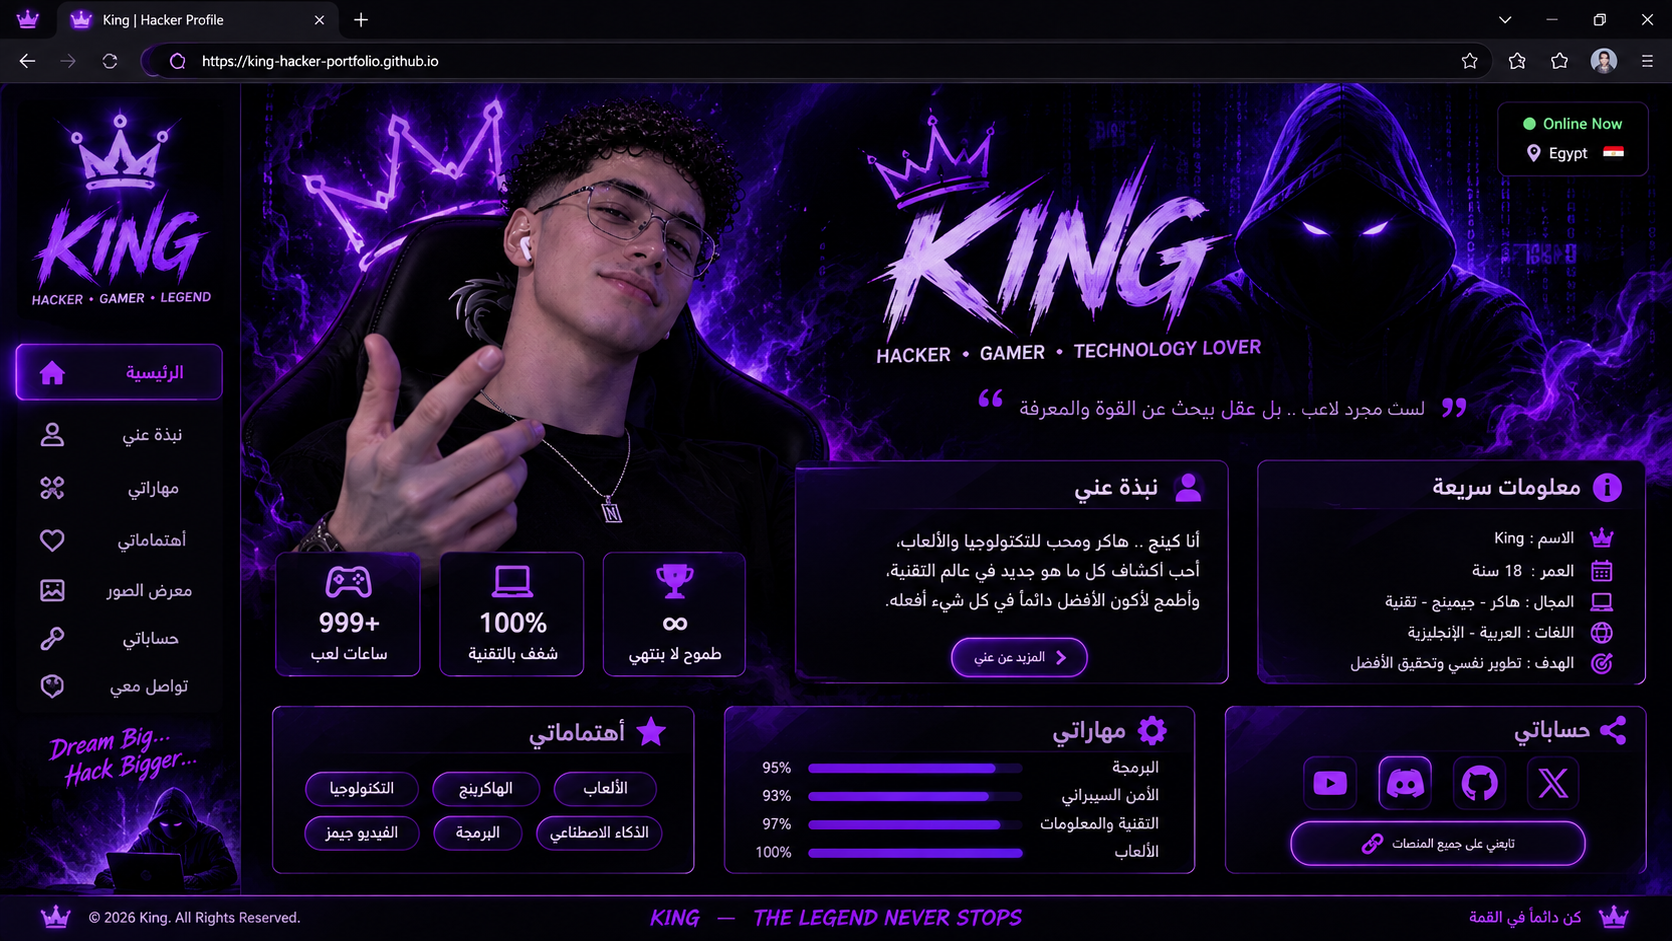 King | Hacker Profile
https://king-hacker-portfolio.github.io
KING
HACKER • GAMER • LEGEND
الرئيسية
نبذة عني
مهاراتي
أهتماماتي
معرض الصور
حساباتي
تواصل معي
Dream Big...
Hack Bigger...
Online Now
Egypt
KING
HACKER • GAMER • TECHNOLOGY LOVER
“ لست مجرد لاعب .. بل عقل يبحث عن القوة والمعرفة ”
N
999+
ساعات لعب
100%
شغف بالتقنية
∞
طموح لا ينتهي
نبذة عني
أنا كينج .. هاكر ومحب للتكتولوجيا والألعاب،
أحب أكشاف كل ما هو جديد في عالم التقنية،
وأطمح لأكون الأفضل دائماً في كل شيء أفعله.
المزيد عن عني
معلومات سريعة
الاسم : King
العمر : 18 سنة
المجال : هاكر - جيمينج - تقنية
اللغات : العربية - الإنجليزية
الهدف : تطوير نفسي وتحقيق الأفضل
أهتماماتي
الألعاب
الهاكرينج
التكنولوجيا
الذكاء الاصطناعي
البرمجة
الفيديو جيمز
مهاراتي
البرمجة 95%
الأمن السيبراني 93%
التقنية والمعلومات 97%
الألعاب 100%
حساباتي
تابعني على جميع المنصات
© 2026 King. All Rights Reserved.
KING — THE LEGEND NEVER STOPS
كن دائماً في القمة